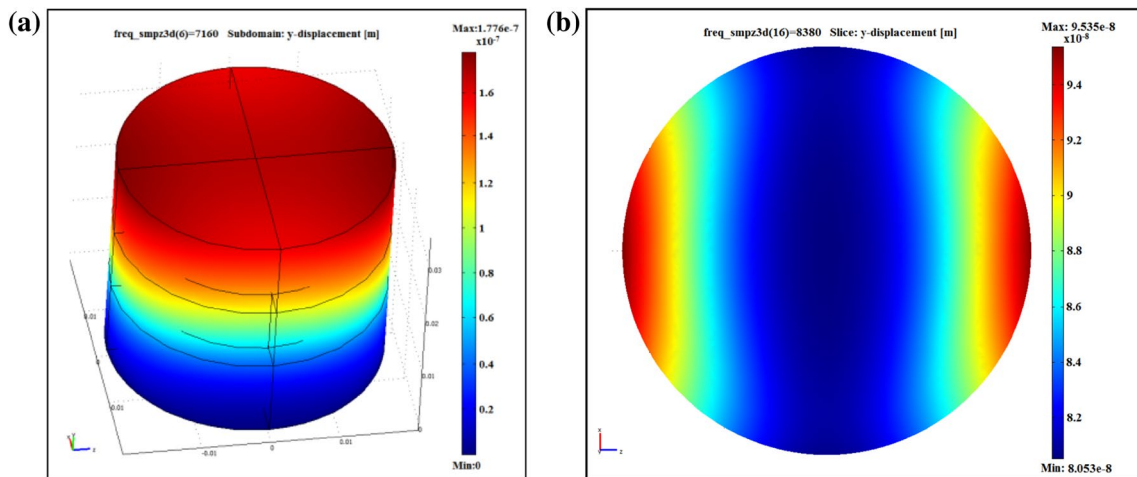 (a)
freq_smpz3d(6)=7160 Subdomain: y-displacement [m]
Max:1.776e-7
x10⁻⁷
1.6
1.4
1.2
1
0.8
0.6
0.4
0.2
Min:0
0.03
0.02
0.01
0
0.01
0
0.01
-0.01
0
0.01
x
y
z
(b)
freq_smpz3d(16)=8380 Slice: y-displacement [m]
Max: 9.535e-8
x10⁻⁸
9.4
9.2
9
8.8
8.6
8.4
8.2
Min: 8.053e-8
x
Y
z